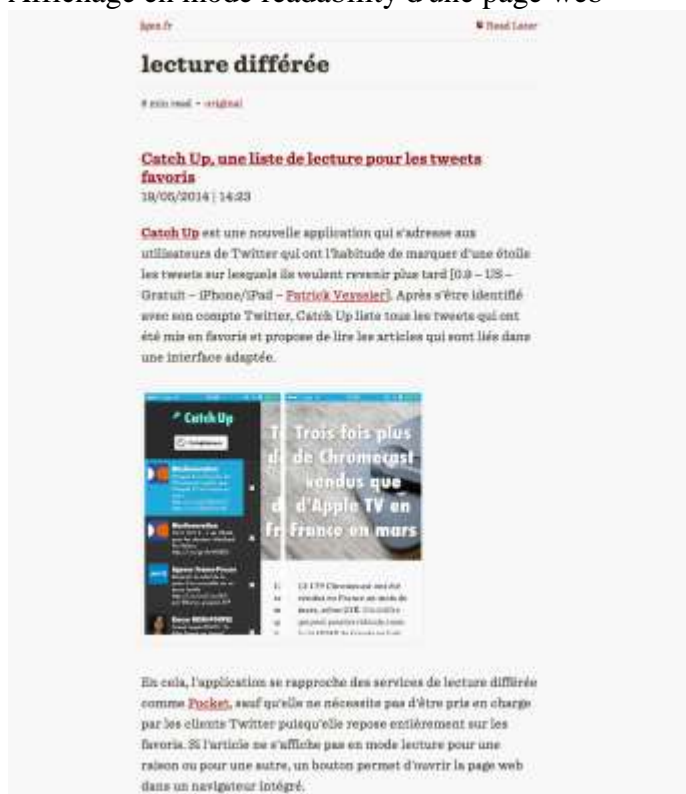 Affichage en mode readability d'une page web
Read Later
lecture différée
original
Catch Up, une liste de lecture pour les tweets
favoris
19/05/2014 | 14:23
Catch Up est une nouvelle application qui s'adresse aux
utilisateurs de Twitter qui ont l'habitude de marquer d'une étoile
les tweets sur lesquels ils veulent revenir plus tard [0.9 – US –
Gratuit – iPhone/iPad – Patrick Veyssier]. Après s'être identifié
avec son compte Twitter, Catch Up liste tous les tweets qui ont
été mis en favoris et propose de lire les articles qui sont liés dans
une interface adaptée.
Catch Up
Trois fois plus
de Chromecast
vendus que
d'Apple TV en
France en mars
Agence France-Presse
En cela, l'application se rapproche des services de lecture différée
comme Pocket, sauf qu'elle ne nécessite pas d'être pris en charge
par les clients Twitter puisqu'elle repose entièrement sur les
favoris. Si l'article ne s'affiche pas en mode lecture pour une
raison ou pour une autre, un bouton permet d'ouvrir la page web
dans un navigateur intégré.